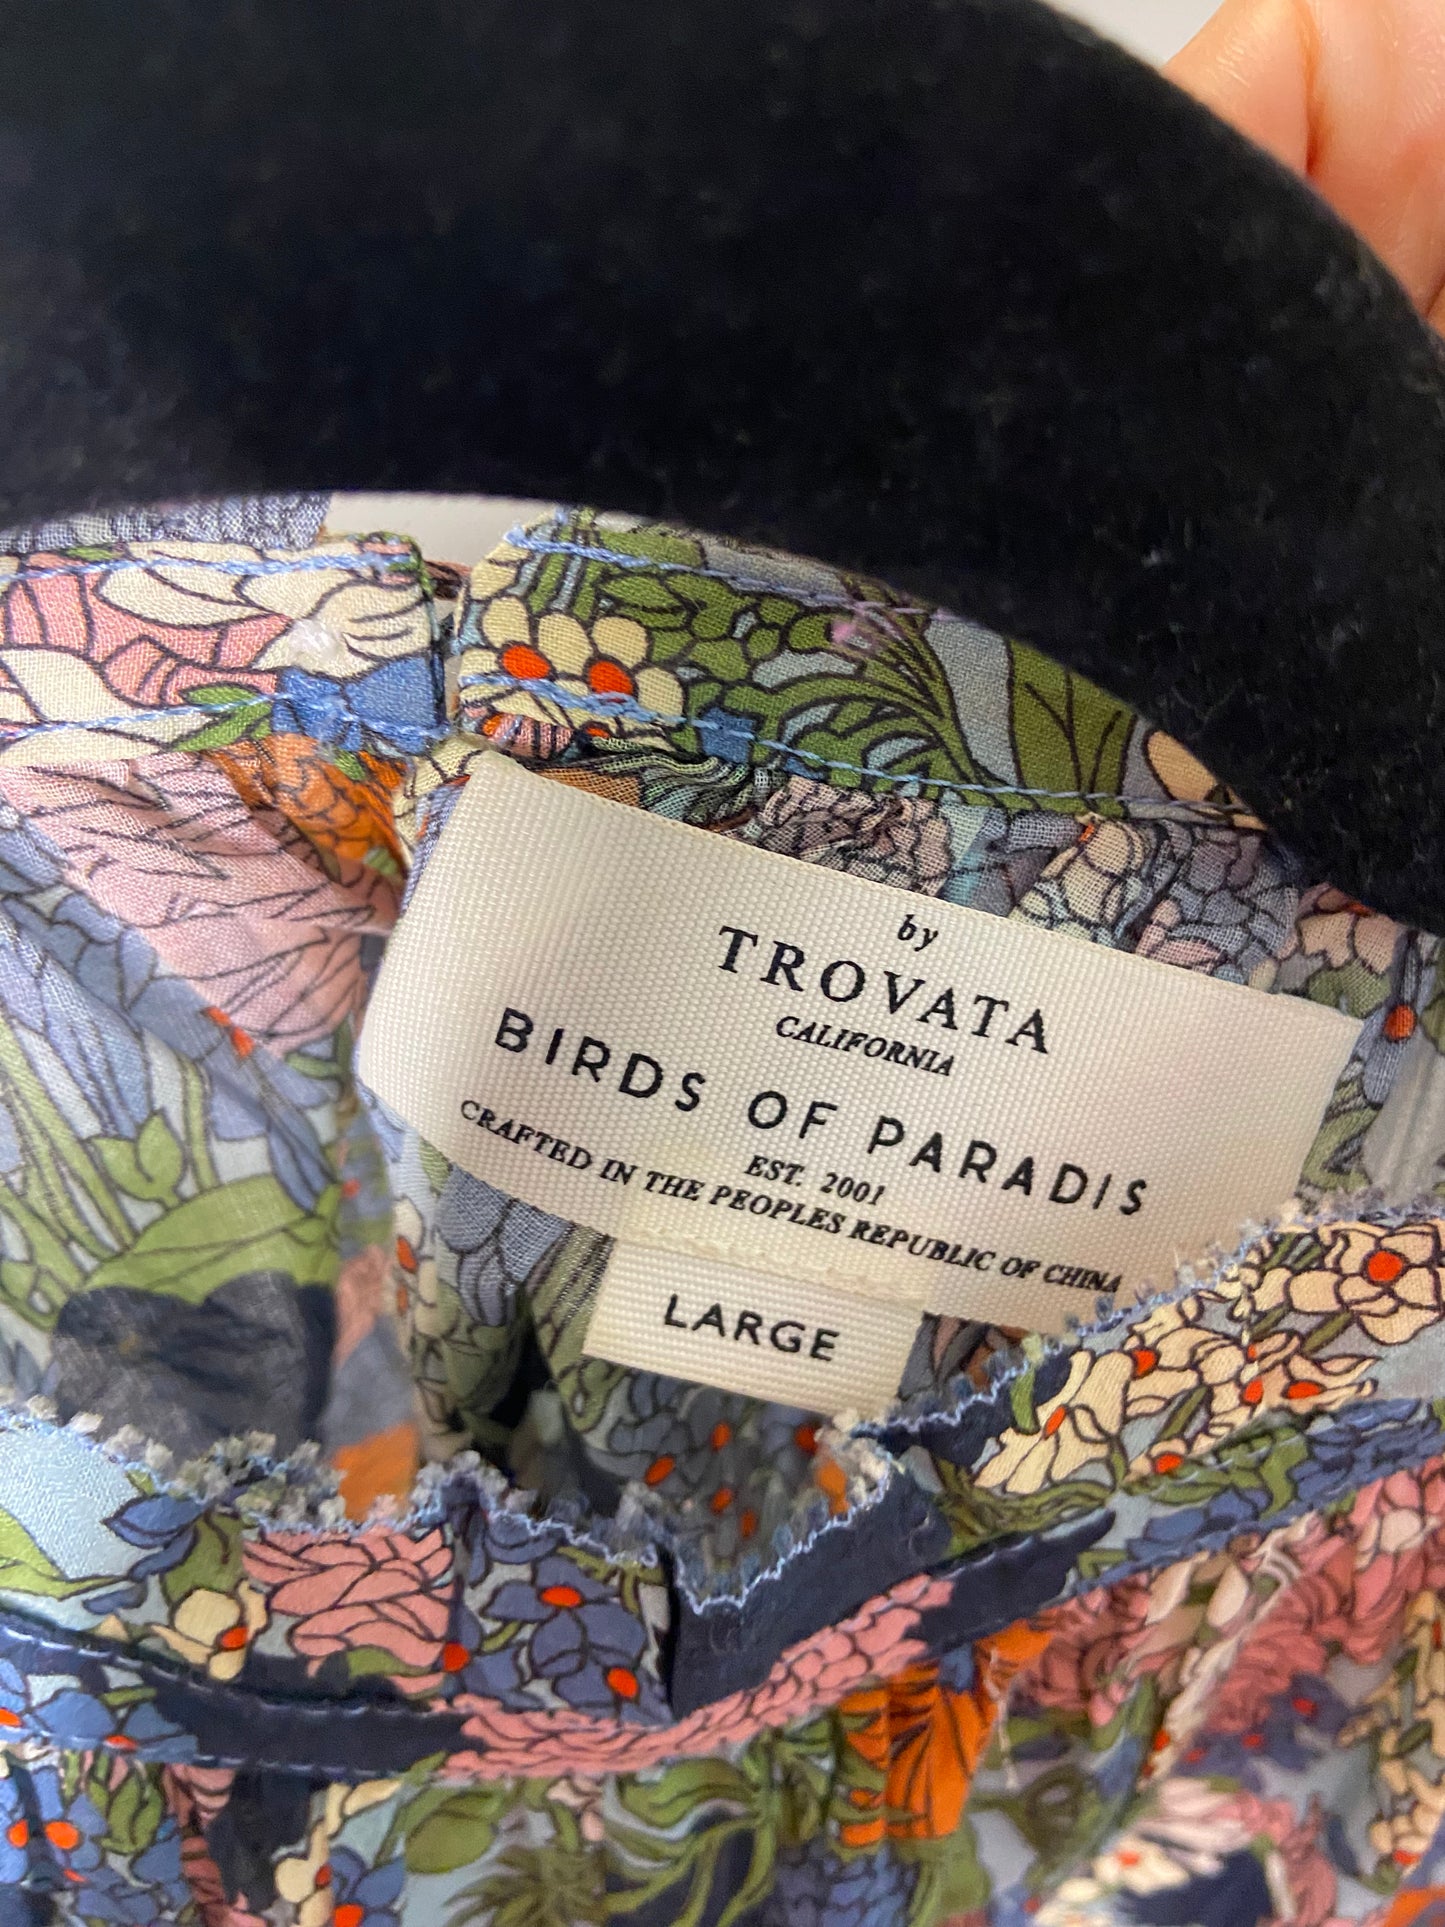 by
TROVATA
CALIFORNIA
BIRDS OF PARADIS
EST. 2001
CRAFTED IN THE PEOPLES REPUBLIC OF CHINA
LARGE